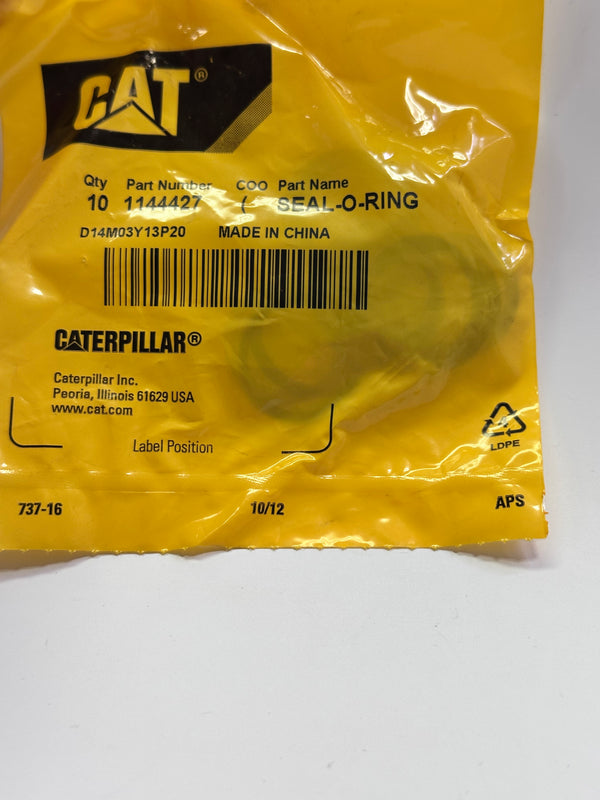 CAT®
Qty Part Number COO Part Name
10 1144427 (- SEAL-O-RING
D14M03Y13P20 MADE IN CHINA
CATERPILLAR®
Caterpillar Inc.
Peoria, Illinois 61629 USA
www.cat.com
Label Position
LDPE
737-16 10/12 APS